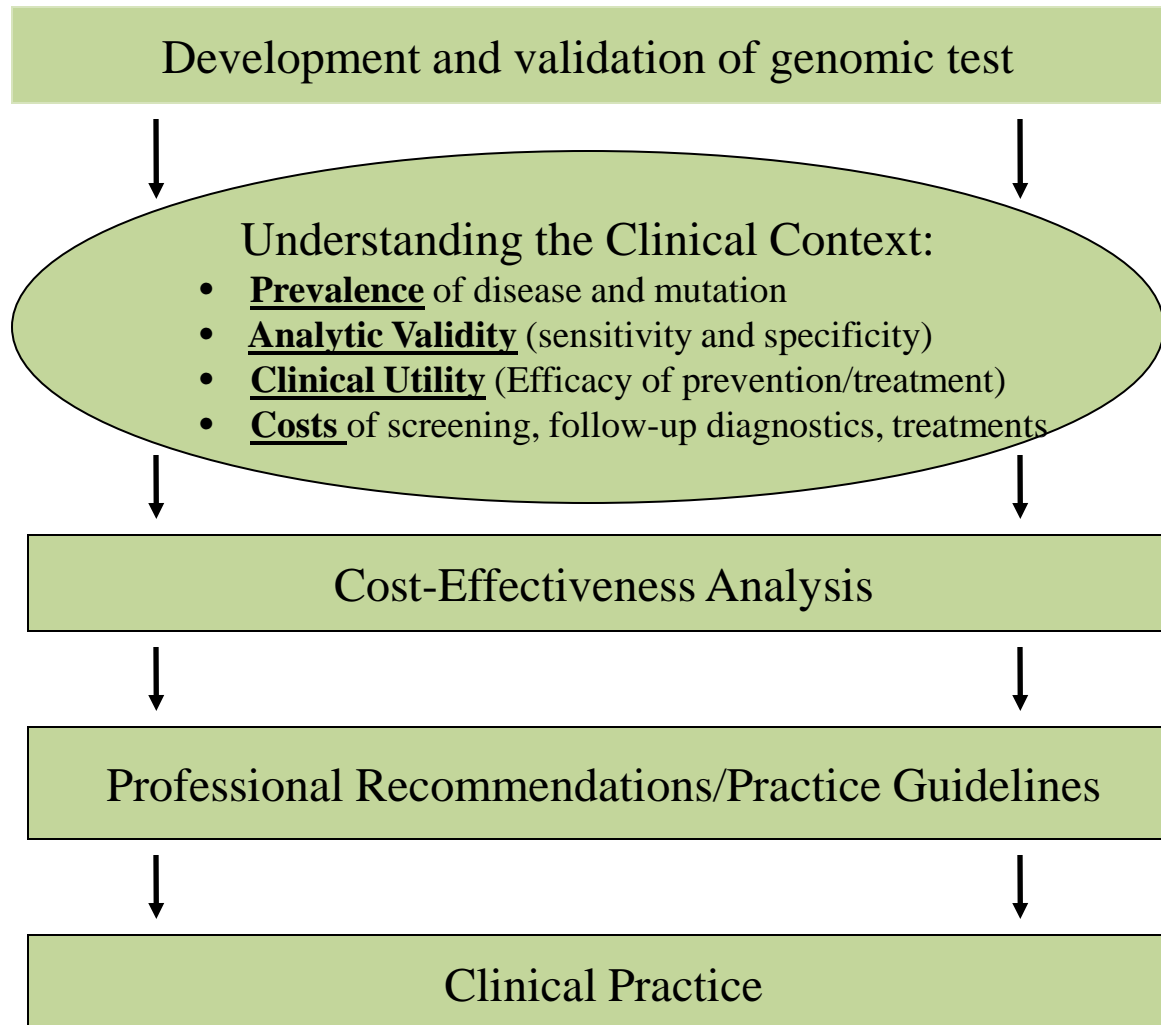 Development and validation of genomic test
Understanding the Clinical Context:
• Prevalence of disease and mutation
• Analytic Validity (sensitivity and specificity)
• Clinical Utility (Efficacy of prevention/treatment)
• Costs of screening, follow-up diagnostics, treatments
Cost-Effectiveness Analysis
Professional Recommendations/Practice Guidelines
Clinical Practice